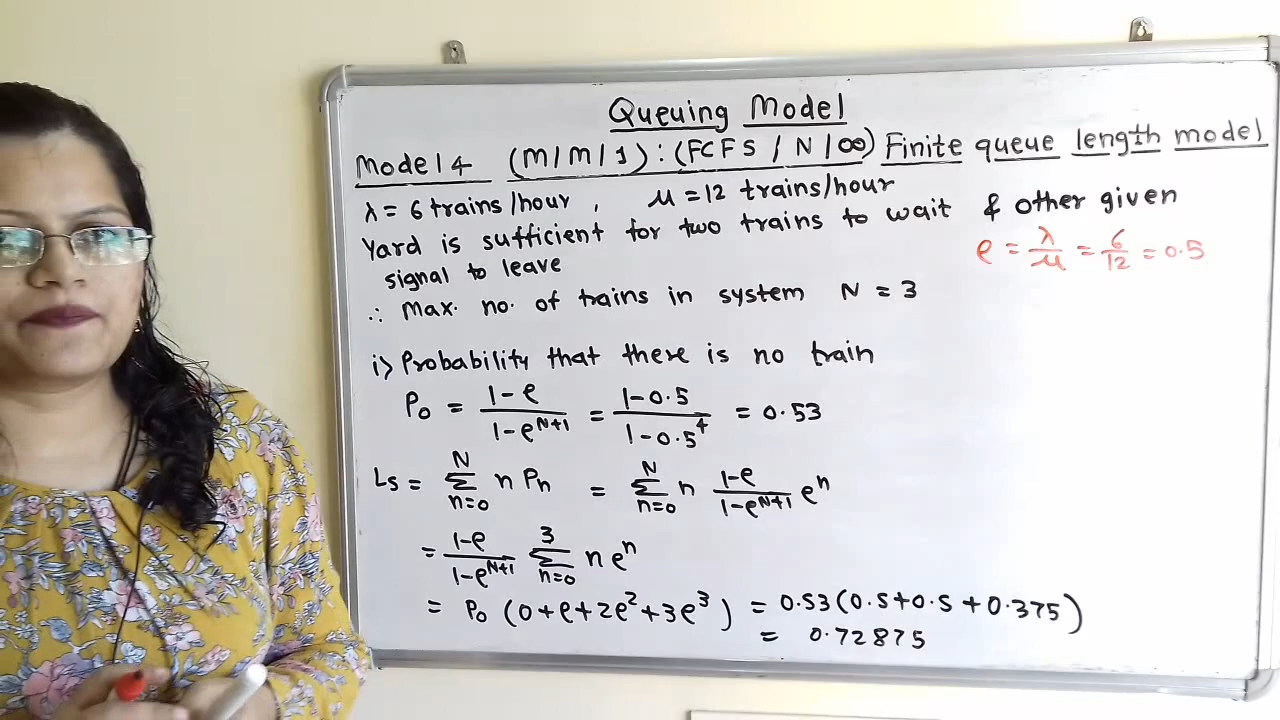 Queuing Model
Model 4 (M/M/1) : (FCFS / N / ∞) Finite queue length model
λ = 6 trains/hour , μ = 12 trains/hour
Yard is sufficient for two trains to wait & other given
signal to leave
ρ = λ/μ = 6/12 = 0.5
∴ Max. no. of trains in system N = 3
i) Probability that there is no train
P₀ = (1-ρ)/(1-ρ^(N+1)) = (1-0.5)/(1-0.5⁴) = 0.53
Ls = Σ_{n=0}^{N} n Pn = Σ_{n=0}^{N} n (1-ρ)/(1-ρ^(N+1)) ρⁿ
= (1-ρ)/(1-ρ^(N+1)) Σ_{n=0}^{3} n ρⁿ
= P₀ (0+ρ+2ρ²+3ρ³) = 0.53(0.5+0.5+0.375)
= 0.72875